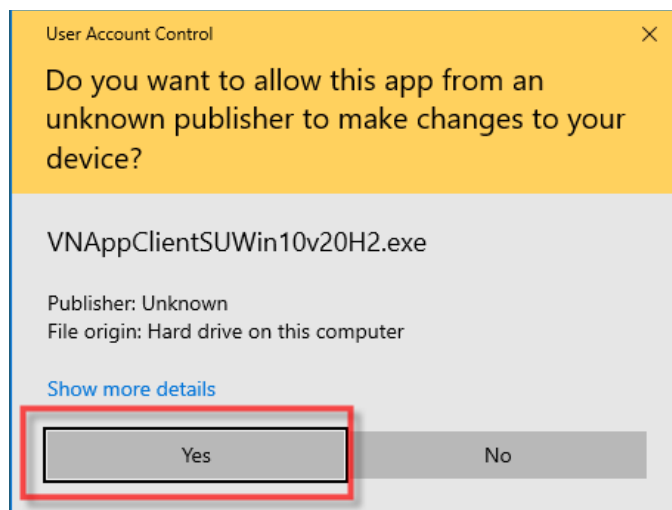 User Account Control
Do you want to allow this app from an
unknown publisher to make changes to your
device?
VNAppClientSUWin10v20H2.exe
Publisher: Unknown
File origin: Hard drive on this computer
Show more details
Yes No